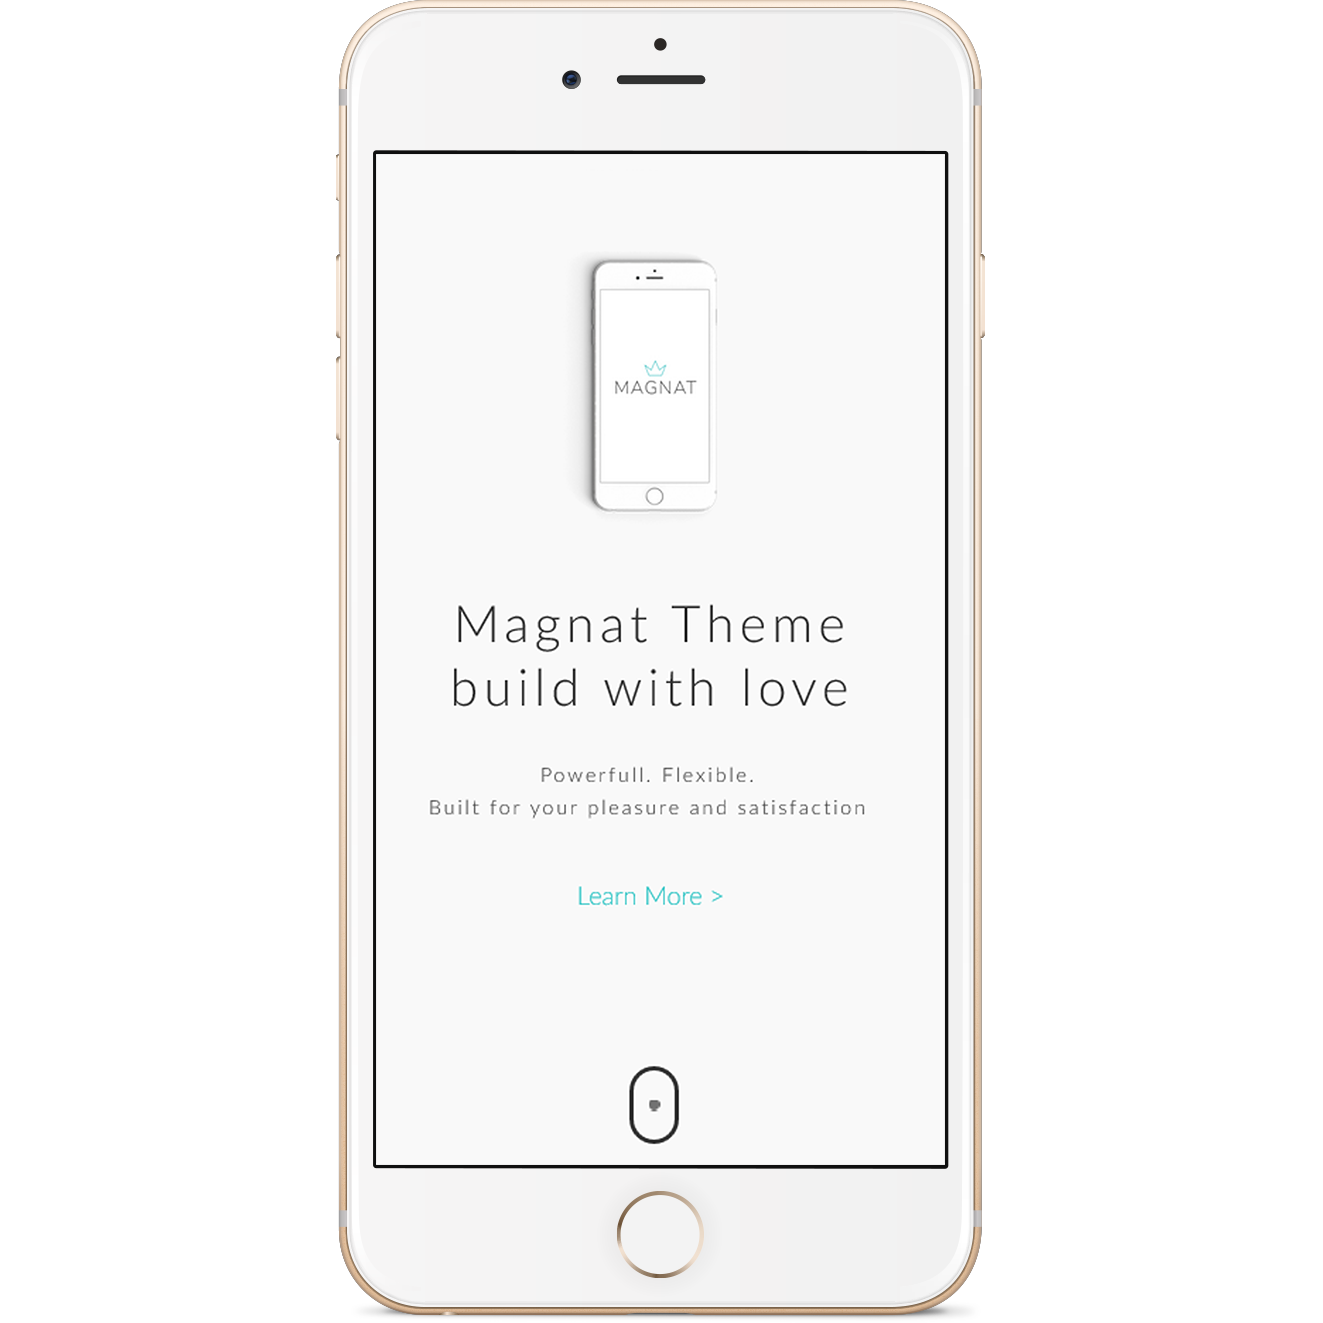 MAGNAT
Magnat Theme
build with love
Powerfull. Flexible.
Built for your pleasure and satisfaction
Learn More >